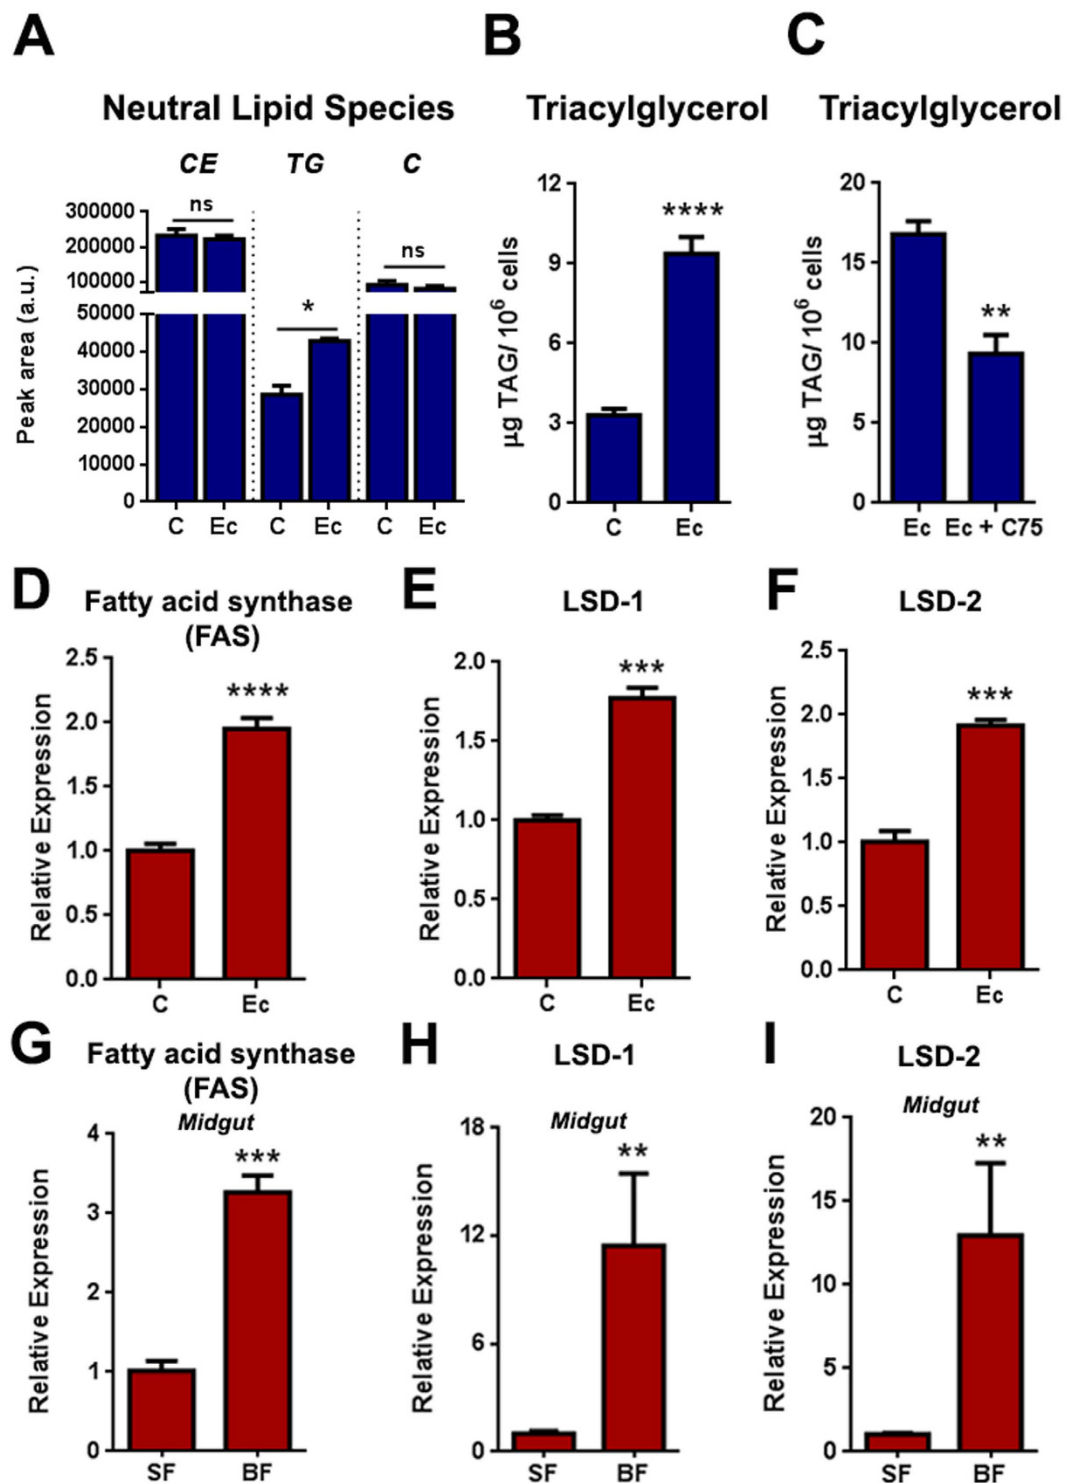 A
Neutral Lipid Species
CE TG C
Peak area (a.u.)
300000
200000
100000
50000
40000
30000
20000
10000
0
ns
*
ns
C Ec C Ec C Ec
B
Triacylglycerol
µg TAG/ 10⁶ cells
12
9
6
3
0
****
C Ec
C
Triacylglycerol
µg TAG/ 10⁶ cells
20
15
10
5
0
**
Ec Ec + C75
D
Fatty acid synthase
(FAS)
Relative Expression
2.5
2.0
1.5
1.0
0.5
0.0
****
C Ec
E
LSD-1
Relative Expression
2.0
1.5
1.0
0.5
0.0
***
C Ec
F
LSD-2
Relative Expression
2.5
2.0
1.5
1.0
0.5
0.0
***
C Ec
G
Fatty acid synthase
(FAS)
Midgut
Relative Expression
4
3
2
1
0
***
SF BF
H
LSD-1
Midgut
Relative Expression
18
12
6
0
**
SF BF
I
LSD-2
Midgut
Relative Expression
20
15
10
5
0
**
SF BF